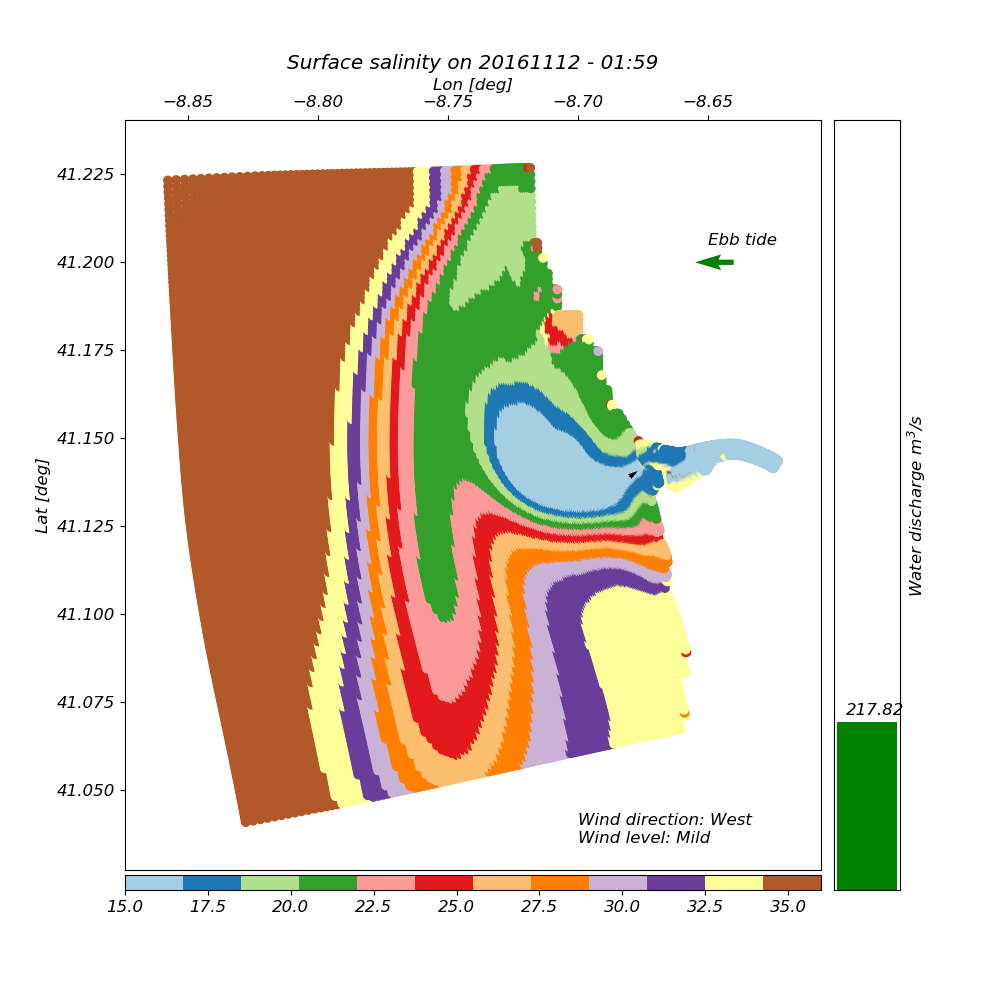 Surface salinity on 20161112 - 01:59
Lon [deg]
−8.85 −8.80 −8.75 −8.70 −8.65
41.225
41.200
41.175
41.150
41.125
41.100
41.075
41.050
Lat [deg]
Ebb tide
Wind direction: West
Wind level: Mild
217.82
Water discharge m³/s
15.0 17.5 20.0 22.5 25.0 27.5 30.0 32.5 35.0